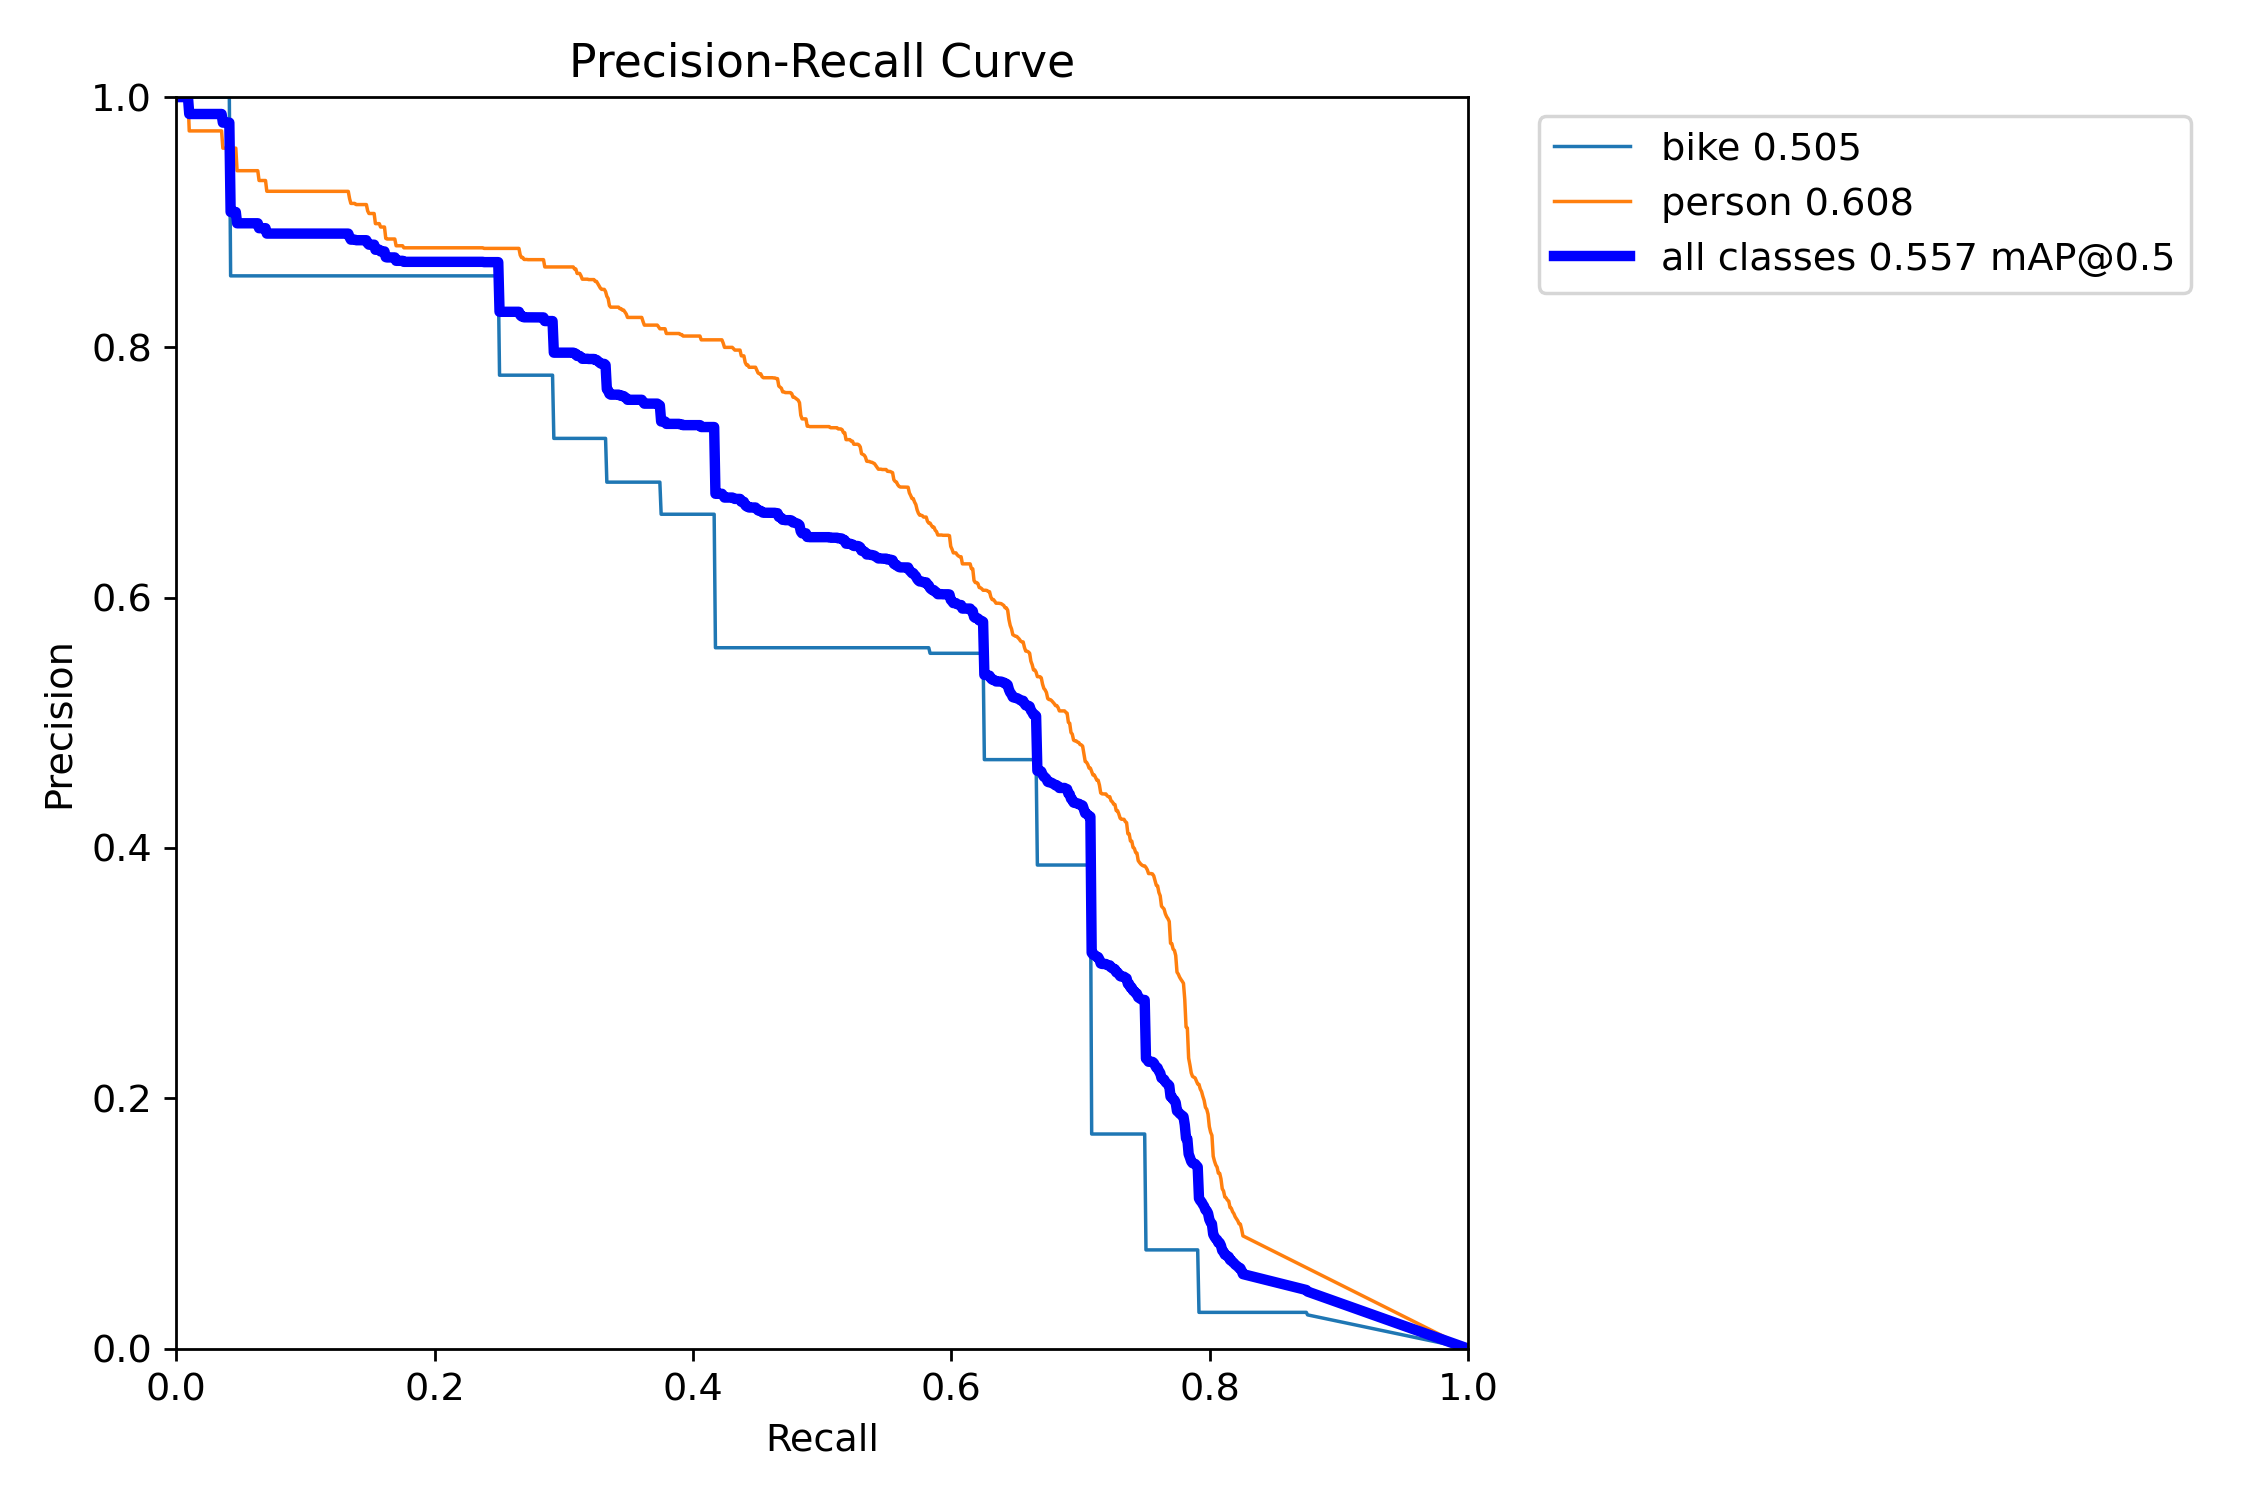 Precision-Recall Curve
1.0
0.8
0.6
0.4
0.2
0.0
Precision
0.0 0.2 0.4 0.6 0.8 1.0
Recall
bike 0.505
person 0.608
all classes 0.557 mAP@0.5